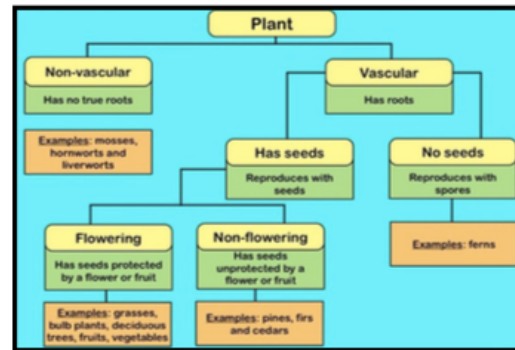 Plant
Non-vascular
Has no true roots
Examples: mosses,
hornworts and
liverworts
Vascular
Has roots
Has seeds
Reproduces with
seeds
No seeds
Reproduces with
spores
Examples: ferns
Flowering
Has seeds protected
by a flower or fruit
Examples: grasses,
bulb plants, deciduous
trees, fruits, vegetables
Non-flowering
Has seeds
unprotected by a
flower or fruit
Examples: pines, firs
and cedars